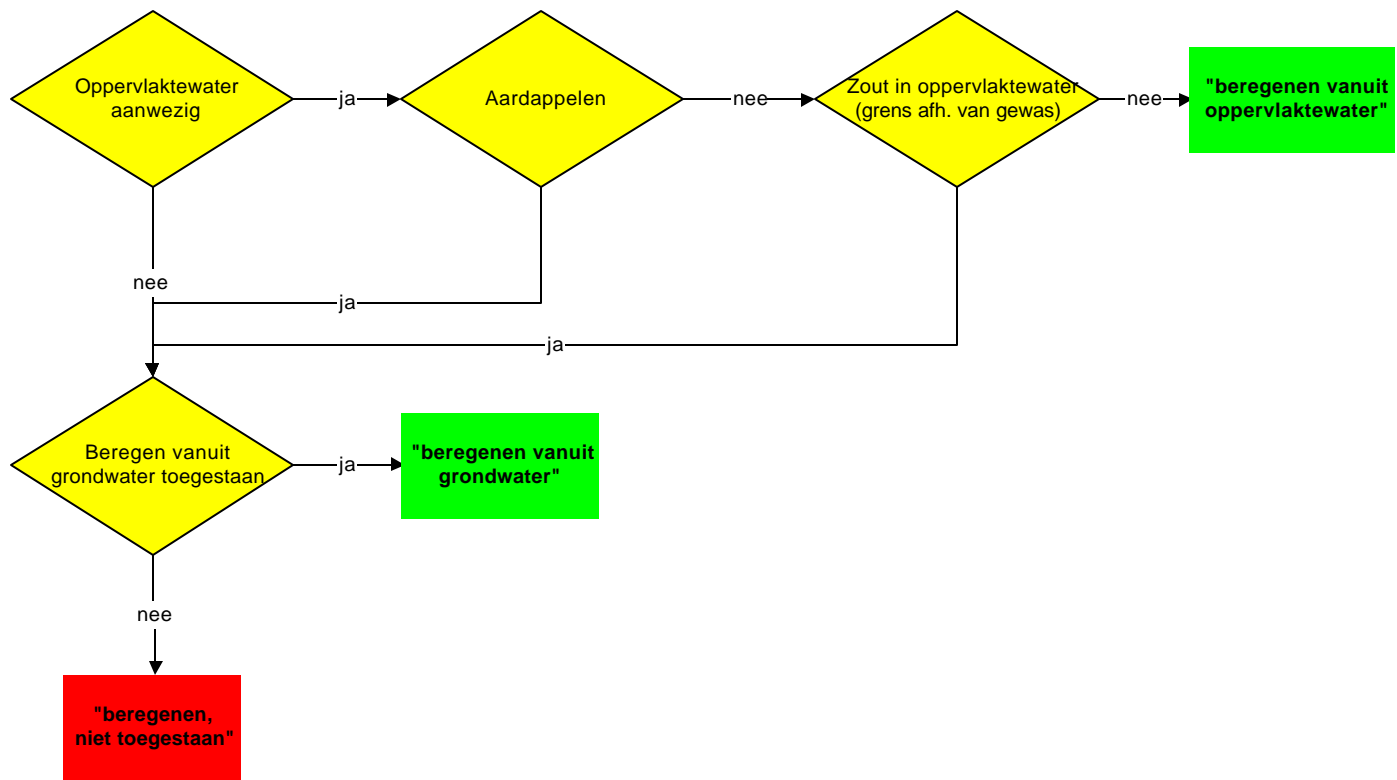 Oppervlaktewater
aanwezig
ja
Aardappelen
nee
Zout in oppervlaktewater
(grens afh. van gewas)
nee
"beregenen vanuit
oppervlaktewater"
nee
ja
ja
Beregen vanuit
grondwater toegestaan
ja
"beregenen vanuit
grondwater"
nee
"beregenen,
niet toegestaan"